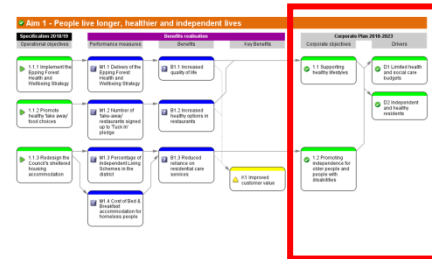 Aim 1 - People live longer, healthier and independent lives
Specification 2018/19
Benefits realisation
Corporate Plan 2018-2023
Operational objectives
Performance measures
Benefits
Key Benefits
Corporate objectives
Drivers
1.1.1 Implement the
Epping Forest
Health and
Wellbeing Strategy
M1.1 Delivers of the
Epping Forest
Health and
Wellbeing Strategy
B1.1 Increased
quality of life
1.1 Supporting
healthy lifestyles
D1 Limited health
and social care
budgets
1.1.2 Promote
healthy 'take away'
food choices
M1.2 Number of
'Take-away'
restaurants signed
up to 'Tuck In'
pledge
B1.2 Increased
healthy options in
restaurants
D2 Independent
and healthy
residents
1.1.3 Redesign the
Council's sheltered
housing
accommodation
M1.3 Percentage of
Independent Living
Schemes in the
district
B1.3 Reduced
reliance on
residential care
services
K1 Improved
customer value
1.2 Promoting
independence for
older people and
people with
disabilities
M1.4 Cost of Bed &
Breakfast
accommodation for
homeless people